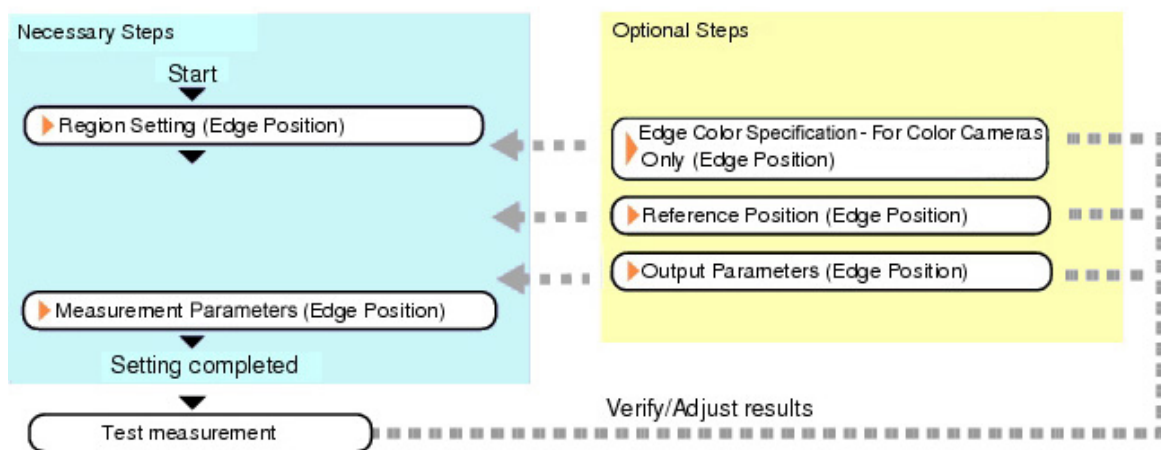 Necessary Steps
Start
Region Setting (Edge Position)
Measurement Parameters (Edge Position)
Setting completed
Test measurement
Optional Steps
Edge Color Specification - For Color Cameras
Only (Edge Position)
Reference Position (Edge Position)
Output Parameters (Edge Position)
Verify/Adjust results